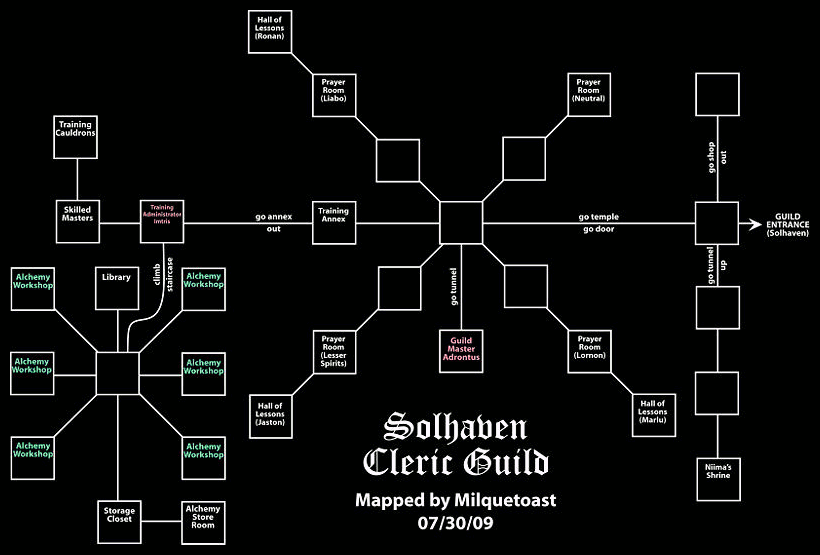 Hall of
Lessons
(Ronan)
Prayer
Room
(Liabo)
Prayer
Room
(Neutral)
Training
Cauldrons
go shop
out
Skilled
Masters
Training
Administrator
Imtris
go annex
out
Training
Annex
go temple
go door
GUILD
ENTRANCE
(Solhaven)
climb
staircase
go tunnel
go tunnel
up
Alchemy
Workshop
Library
Alchemy
Workshop
Prayer
Room
(Lesser
Spirits)
Guild
Master
Adrontus
Prayer
Room
(Lornon)
Alchemy
Workshop
Alchemy
Workshop
Hall of
Lessons
(Jaston)
Hall of
Lessons
(Marlu)
Alchemy
Workshop
Alchemy
Workshop
Niima's
Shrine
Storage
Closet
Alchemy
Store
Room
Solhaven
Cleric Guild
Mapped by Milquetoast
07/30/09